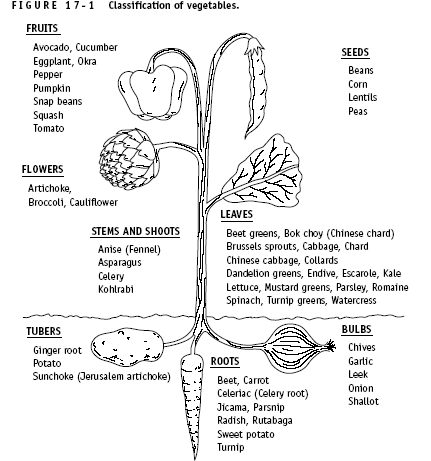 FIGURE 17-1 Classification of vegetables.
FRUITS
Avocado, Cucumber
Eggplant, Okra
Pepper
Pumpkin
Snap beans
Squash
Tomato
SEEDS
Beans
Corn
Lentils
Peas
FLOWERS
Artichoke,
Broccoli, Cauliflower
STEMS AND SHOOTS
Anise (Fennel)
Asparagus
Celery
Kohlrabi
LEAVES
Beet greens, Bok choy (Chinese chard)
Brussels sprouts, Cabbage, Chard
Chinese cabbage, Collards
Dandelion greens, Endive, Escarole, Kale
Lettuce, Mustard greens, Parsley, Romaine
Spinach, Turnip greens, Watercress
TUBERS
Ginger root
Potato
Sunchoke (Jerusalem artichoke)
ROOTS
Beet, Carrot
Celeriac (Celery root)
Jicama, Parsnip
Radish, Rutabaga
Sweet potato
Turnip
BULBS
Chives
Garlic
Leek
Onion
Shallot